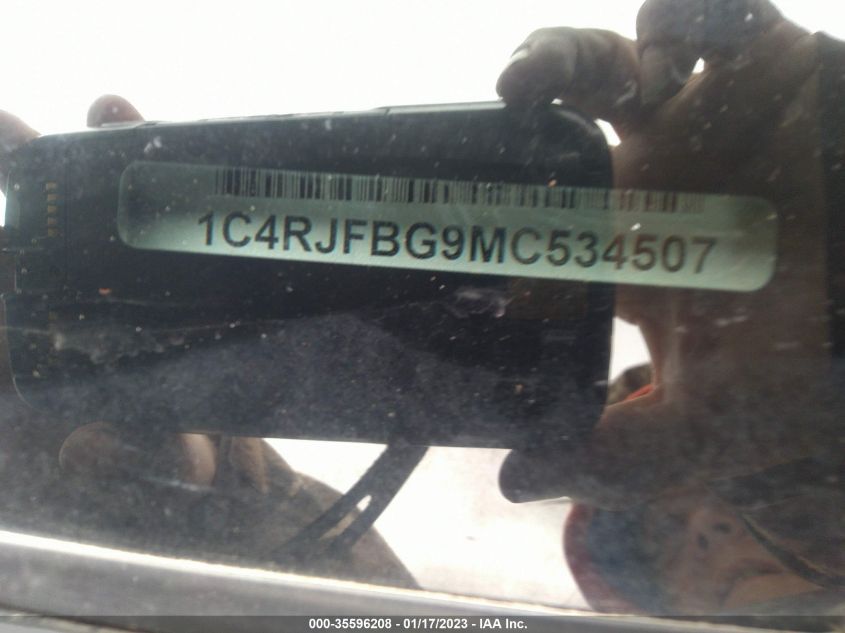 1C4RJFBG9MC534507
000-35596208 - 01/17/2023 - IAA Inc.